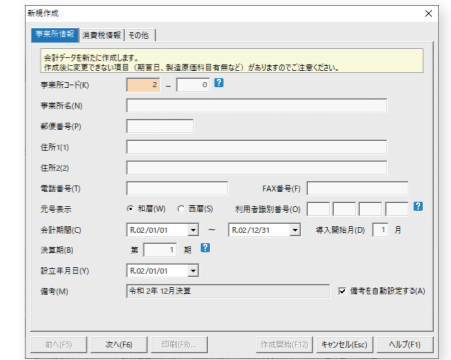 新規作成
事業所情報 消費税情報 その他
会計データを新たに作成します。
作成後に変更できない項目（期首日、製造原価科目有無など）がありますのでご注意ください。
事業所コード(K) 2 － 0 ?
事業所名(N)
郵便番号(P)
住所1(1)
住所2(2)
電話番号(T) FAX番号(F)
元号表示 和暦(W) 西暦(S) 利用者識別番号(O) ?
会計期間(C) R.02/01/01 ～ R.02/12/31 導入開始月(D) 1 月
決算期(B) 第 1 期 ?
設立年月日(Y) R.02/01/01
備考(M) 令和 2年 12月決算 備考を自動設定する(A)
前へ(F5) 次へ(F6) 印刷(F8)... 作成開始(F12) キャンセル(Esc) ヘルプ(F1)